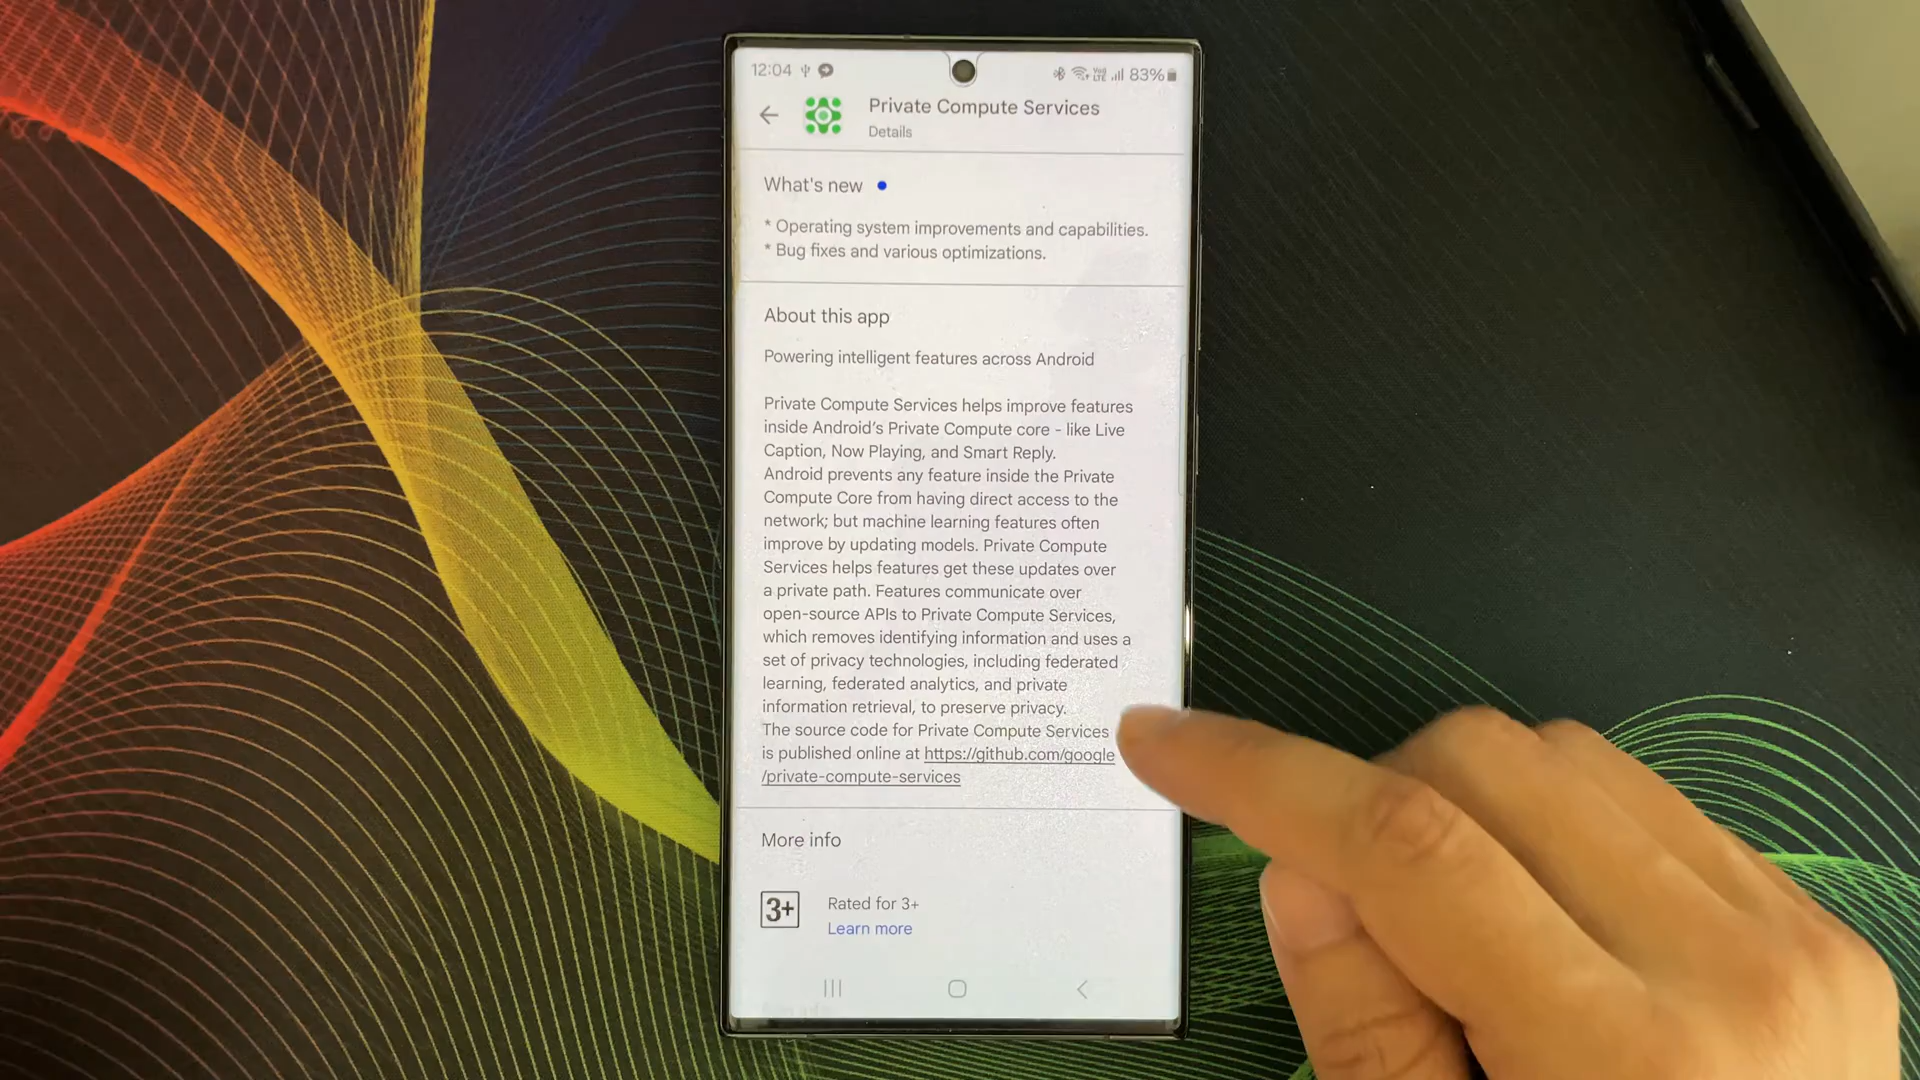 12:04
VoD LTE 83%
Private Compute Services
Details
What's new
* Operating system improvements and capabilities.
* Bug fixes and various optimizations.
About this app
Powering intelligent features across Android
Private Compute Services helps improve features
inside Android’s Private Compute core - like Live
Caption, Now Playing, and Smart Reply.
Android prevents any feature inside the Private
Compute Core from having direct access to the
network; but machine learning features often
improve by updating models. Private Compute
Services helps features get these updates over
a private path. Features communicate over
open-source APIs to Private Compute Services,
which removes identifying information and uses a
set of privacy technologies, including federated
learning, federated analytics, and private
information retrieval, to preserve privacy.
The source code for Private Compute Services
is published online at https://github.com/google
/private-compute-services
More info
3+
Rated for 3+
Learn more